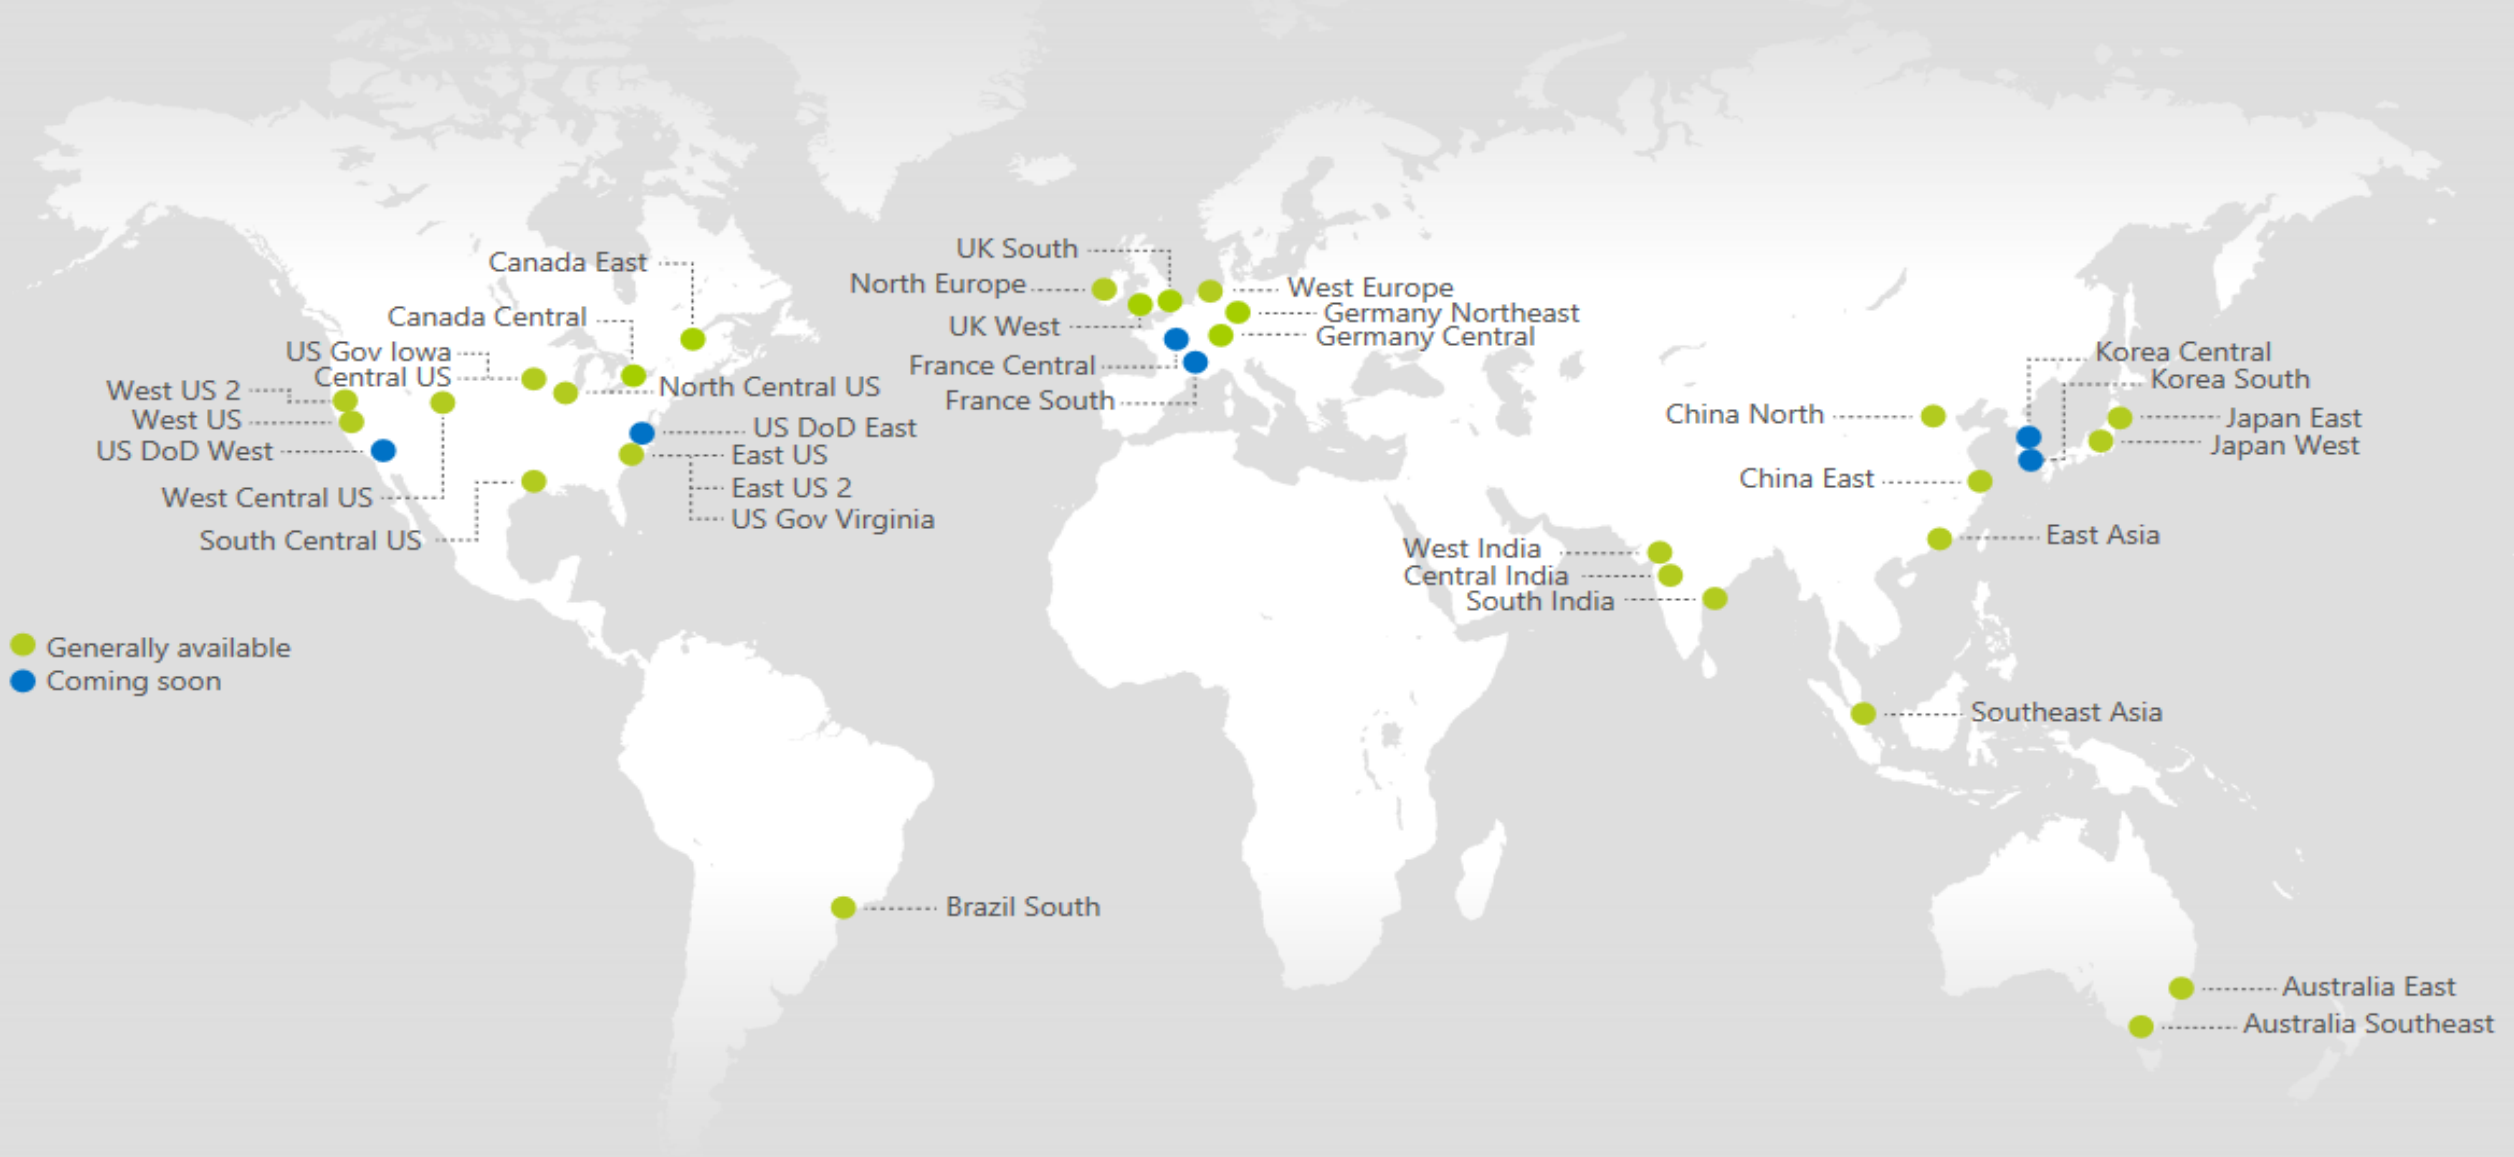 Canada East
Canada Central
US Gov Iowa
Central US
West US 2
West US
US DoD West
West Central US
South Central US
North Central US
US DoD East
East US
East US 2
US Gov Virginia
UK South
North Europe
UK West
France Central
France South
West Europe
Germany Northeast
Germany Central
Korea Central
Korea South
China North
Japan East
Japan West
China East
East Asia
West India
Central India
South India
Generally available
Coming soon
Southeast Asia
Brazil South
Australia East
Australia Southeast